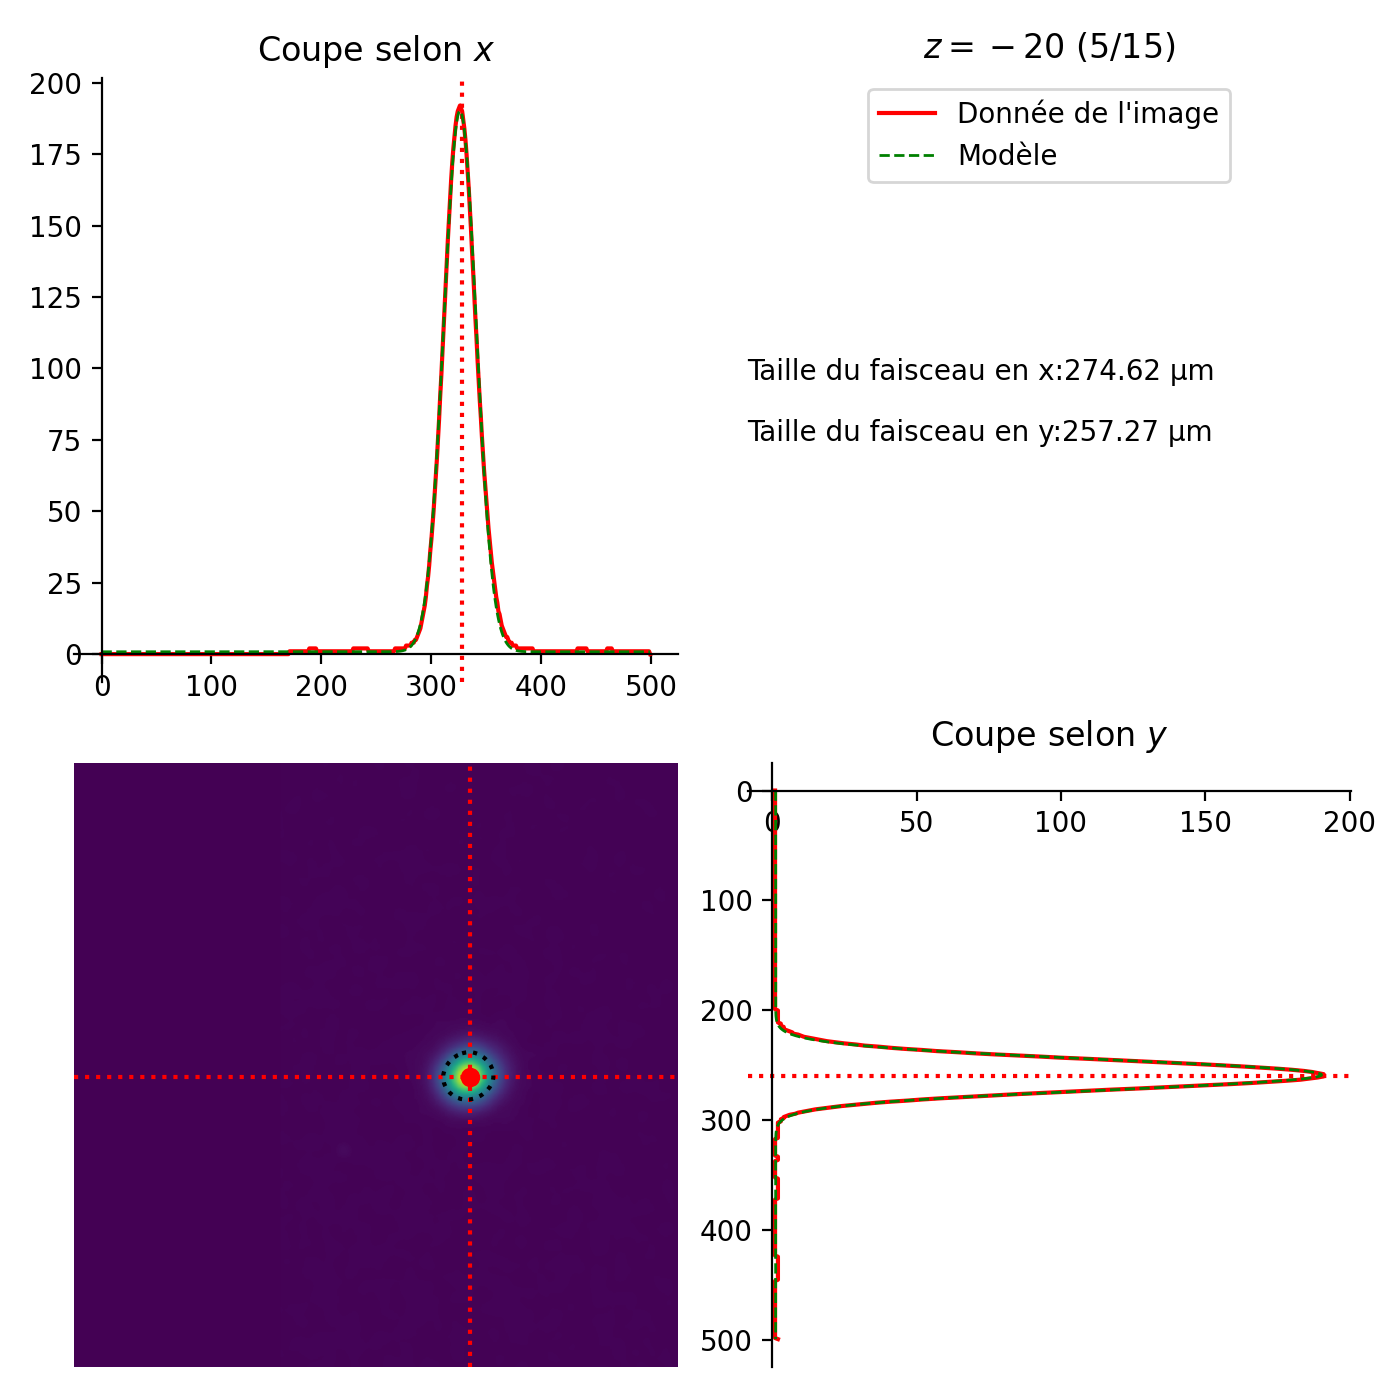 Coupe selon x
200
175
150
125
100
75
50
25
0
0 100 200 300 400 500
z = −20 (5/15)
Donnée de l'image
Modèle
Taille du faisceau en x:274.62 µm
Taille du faisceau en y:257.27 µm
Coupe selon y
0
0 50 100 150 200
100
200
300
400
500